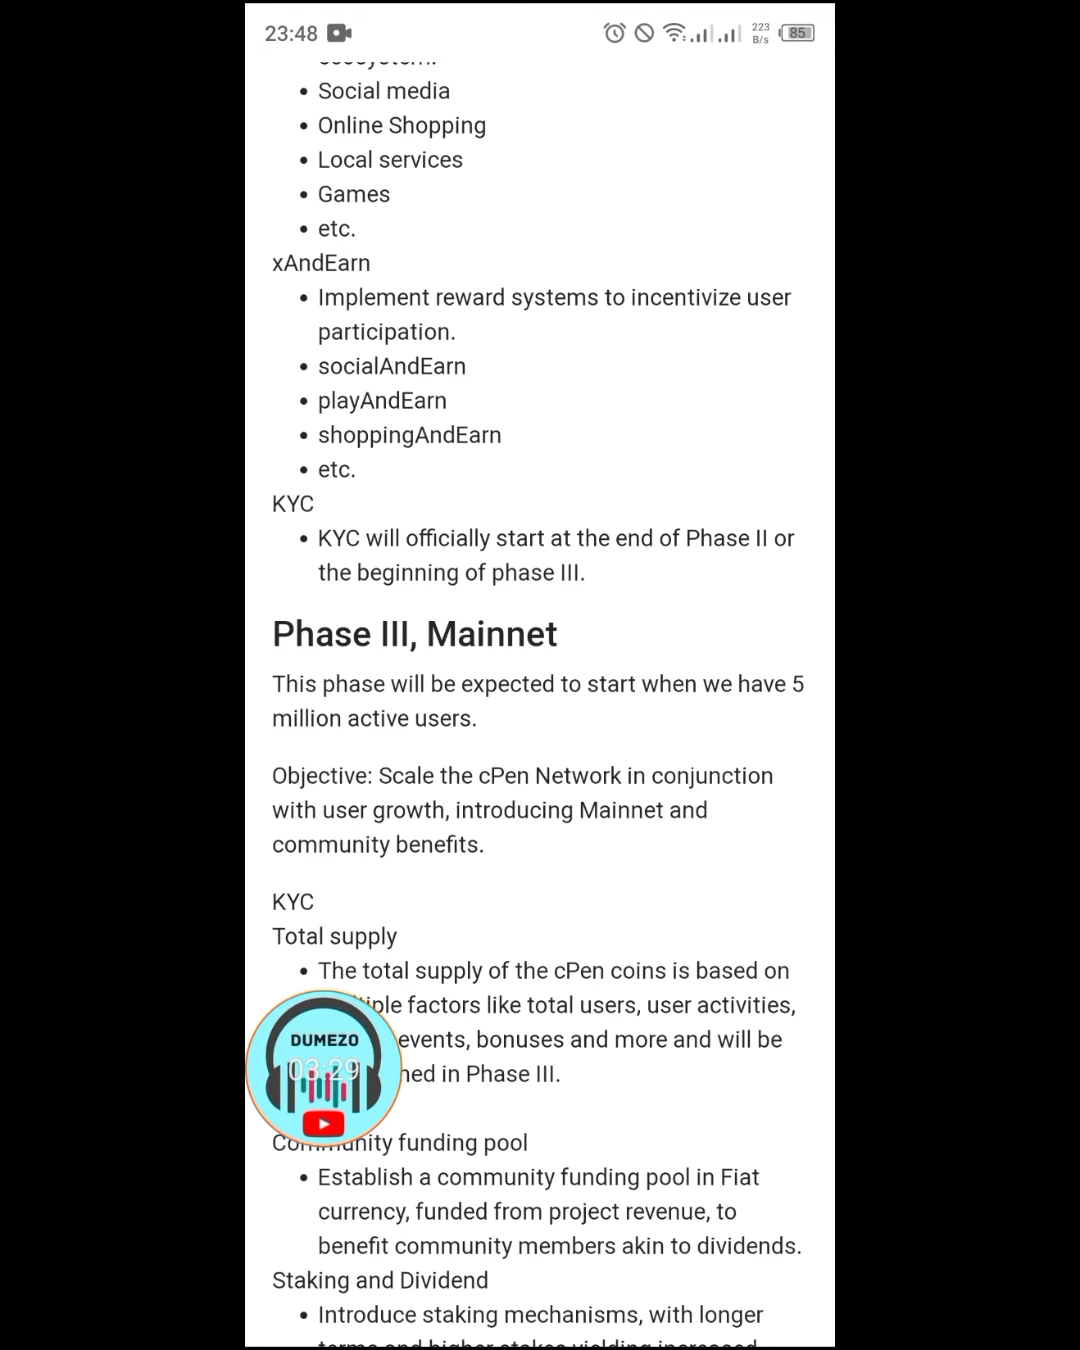 23:48
223
B/s
85
• Social media
• Online Shopping
• Local services
• Games
• etc.
xAndEarn
• Implement reward systems to incentivize user
participation.
• socialAndEarn
• playAndEarn
• shoppingAndEarn
• etc.
KYC
• KYC will officially start at the end of Phase II or
the beginning of phase III.
Phase III, Mainnet
This phase will be expected to start when we have 5
million active users.
Objective: Scale the cPen Network in conjunction
with user growth, introducing Mainnet and
community benefits.
KYC
Total supply
• The total supply of the cPen coins is based on
factors like total users, user activities,
events, bonuses and more and will be
in Phase III.
DUMEZO
03:29
funding pool
• Establish a community funding pool in Fiat
currency, funded from project revenue, to
benefit community members akin to dividends.
Staking and Dividend
• Introduce staking mechanisms, with longer